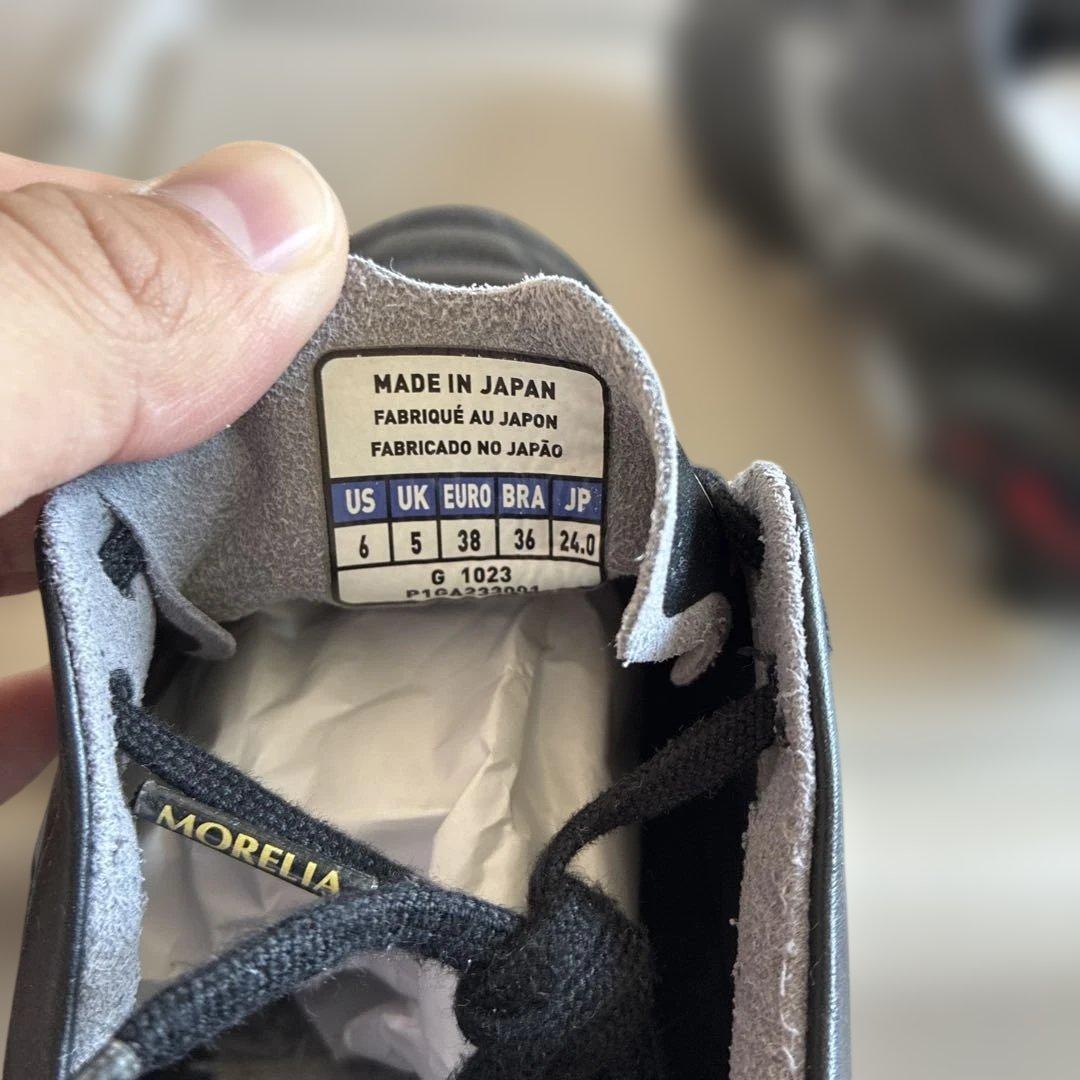 MADE IN JAPAN
FABRIQUÉ AU JAPON
FABRICADO NO JAPÃO
US UK EURO BRA JP
6 5 38 36 24.0
G 1023
P1GA233001
MORELIA